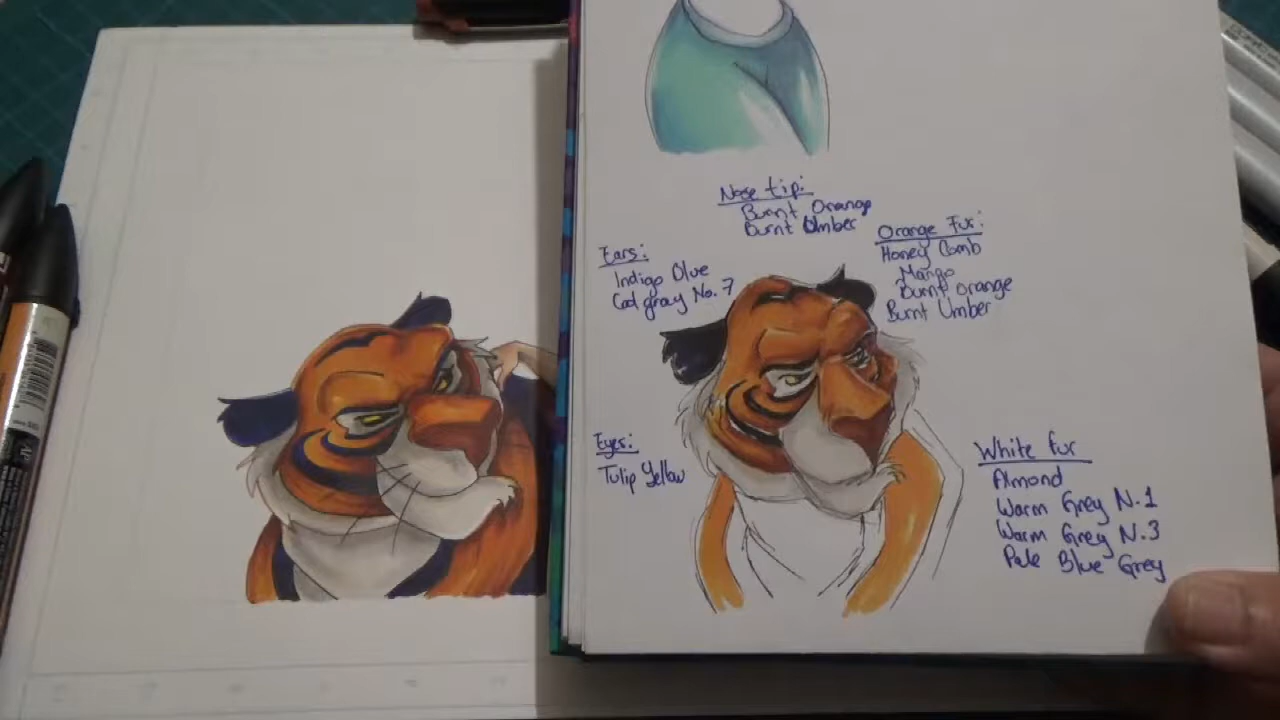 Nose tip:
Burnt Orange
Burnt Umber
Orange Fur:
Honey Comb
Mango
Burnt Orange
Burnt Umber
Ears:
Indigo Blue
Cool gray No. 7
Eyes:
Tulip Yellow
White fur
Almond
Warm Grey N.1
Warm Grey N.3
Pale Blue Grey